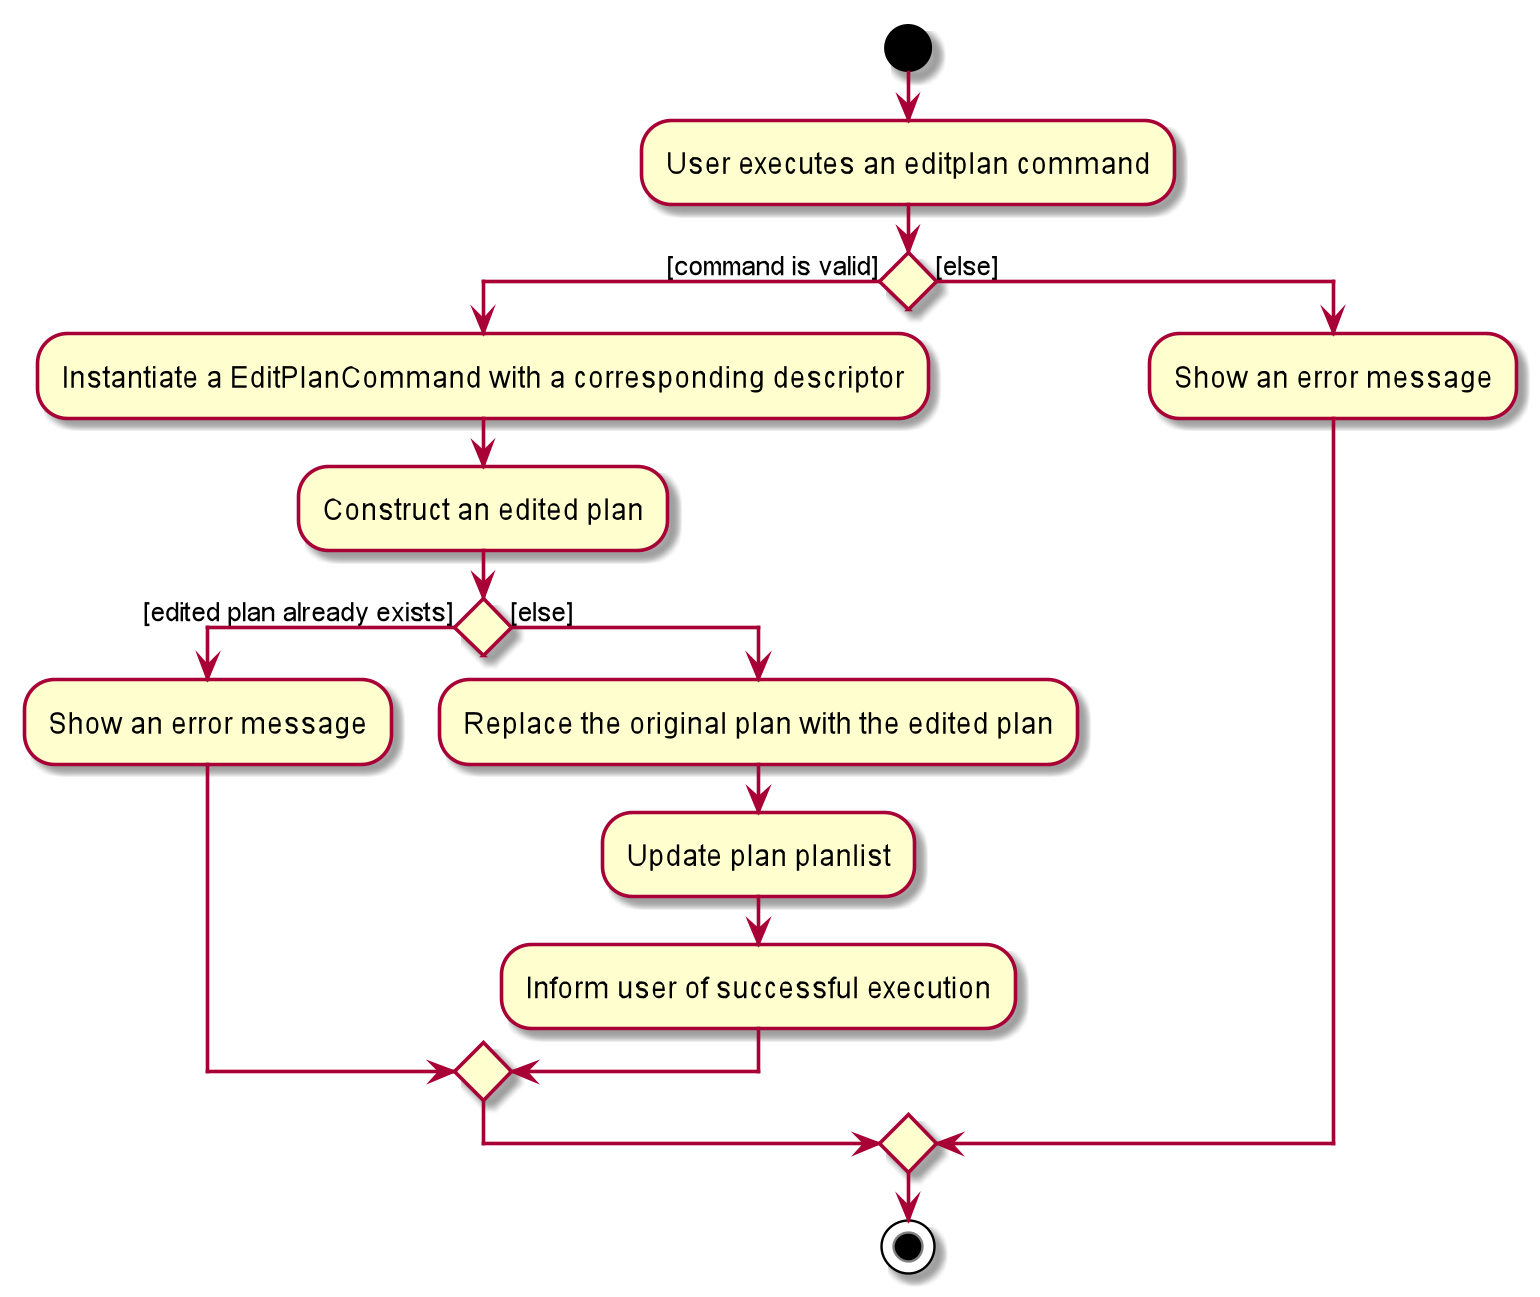 User executes an editplan command
[command is valid]
[else]
Instantiate a EditPlanCommand with a corresponding descriptor
Show an error message
Construct an edited plan
[edited plan already exists]
[else]
Show an error message
Replace the original plan with the edited plan
Update plan planlist
Inform user of successful execution